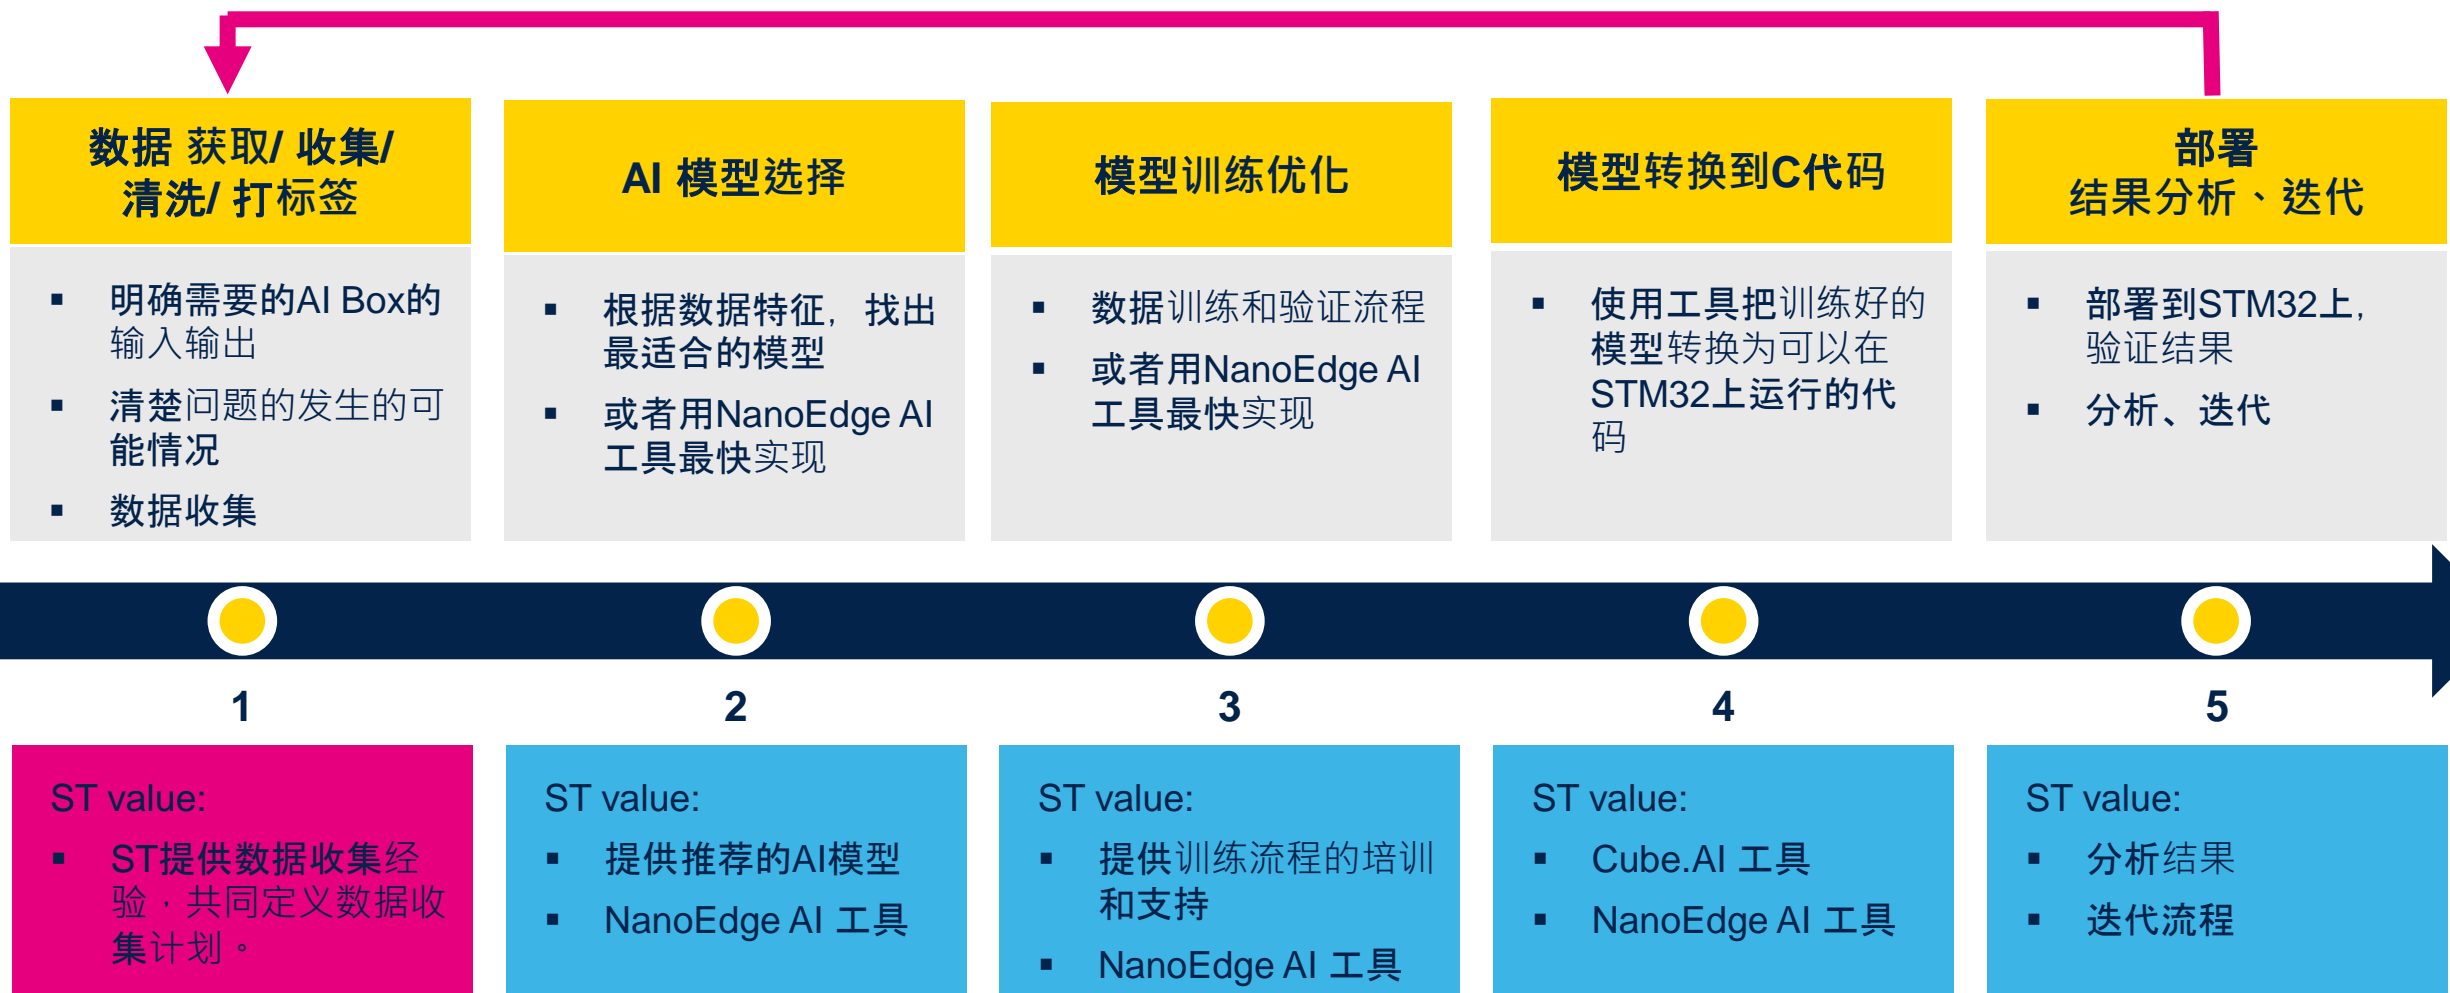 数据 获取/ 收集/
清洗/ 打标签
明确需要的AI Box的
输入输出
清楚问题的发生的可
能情况
数据收集
AI 模型选择
根据数据特征，找出
最适合的模型
或者用NanoEdge AI
工具最快实现
模型训练优化
数据训练和验证流程
或者用NanoEdge AI
工具最快实现
模型转换到C代码
使用工具把训练好的
模型转换为可以在
STM32上运行的代
码
部署
结果分析、迭代
部署到STM32上，
验证结果
分析、迭代
1
2
3
4
5
ST value:
ST提供数据收集经
验，共同定义数据收
集计划。
ST value:
提供推荐的AI模型
NanoEdge AI 工具
ST value:
提供训练流程的培训
和支持
NanoEdge AI 工具
ST value:
Cube.AI 工具
NanoEdge AI 工具
ST value:
分析结果
迭代流程